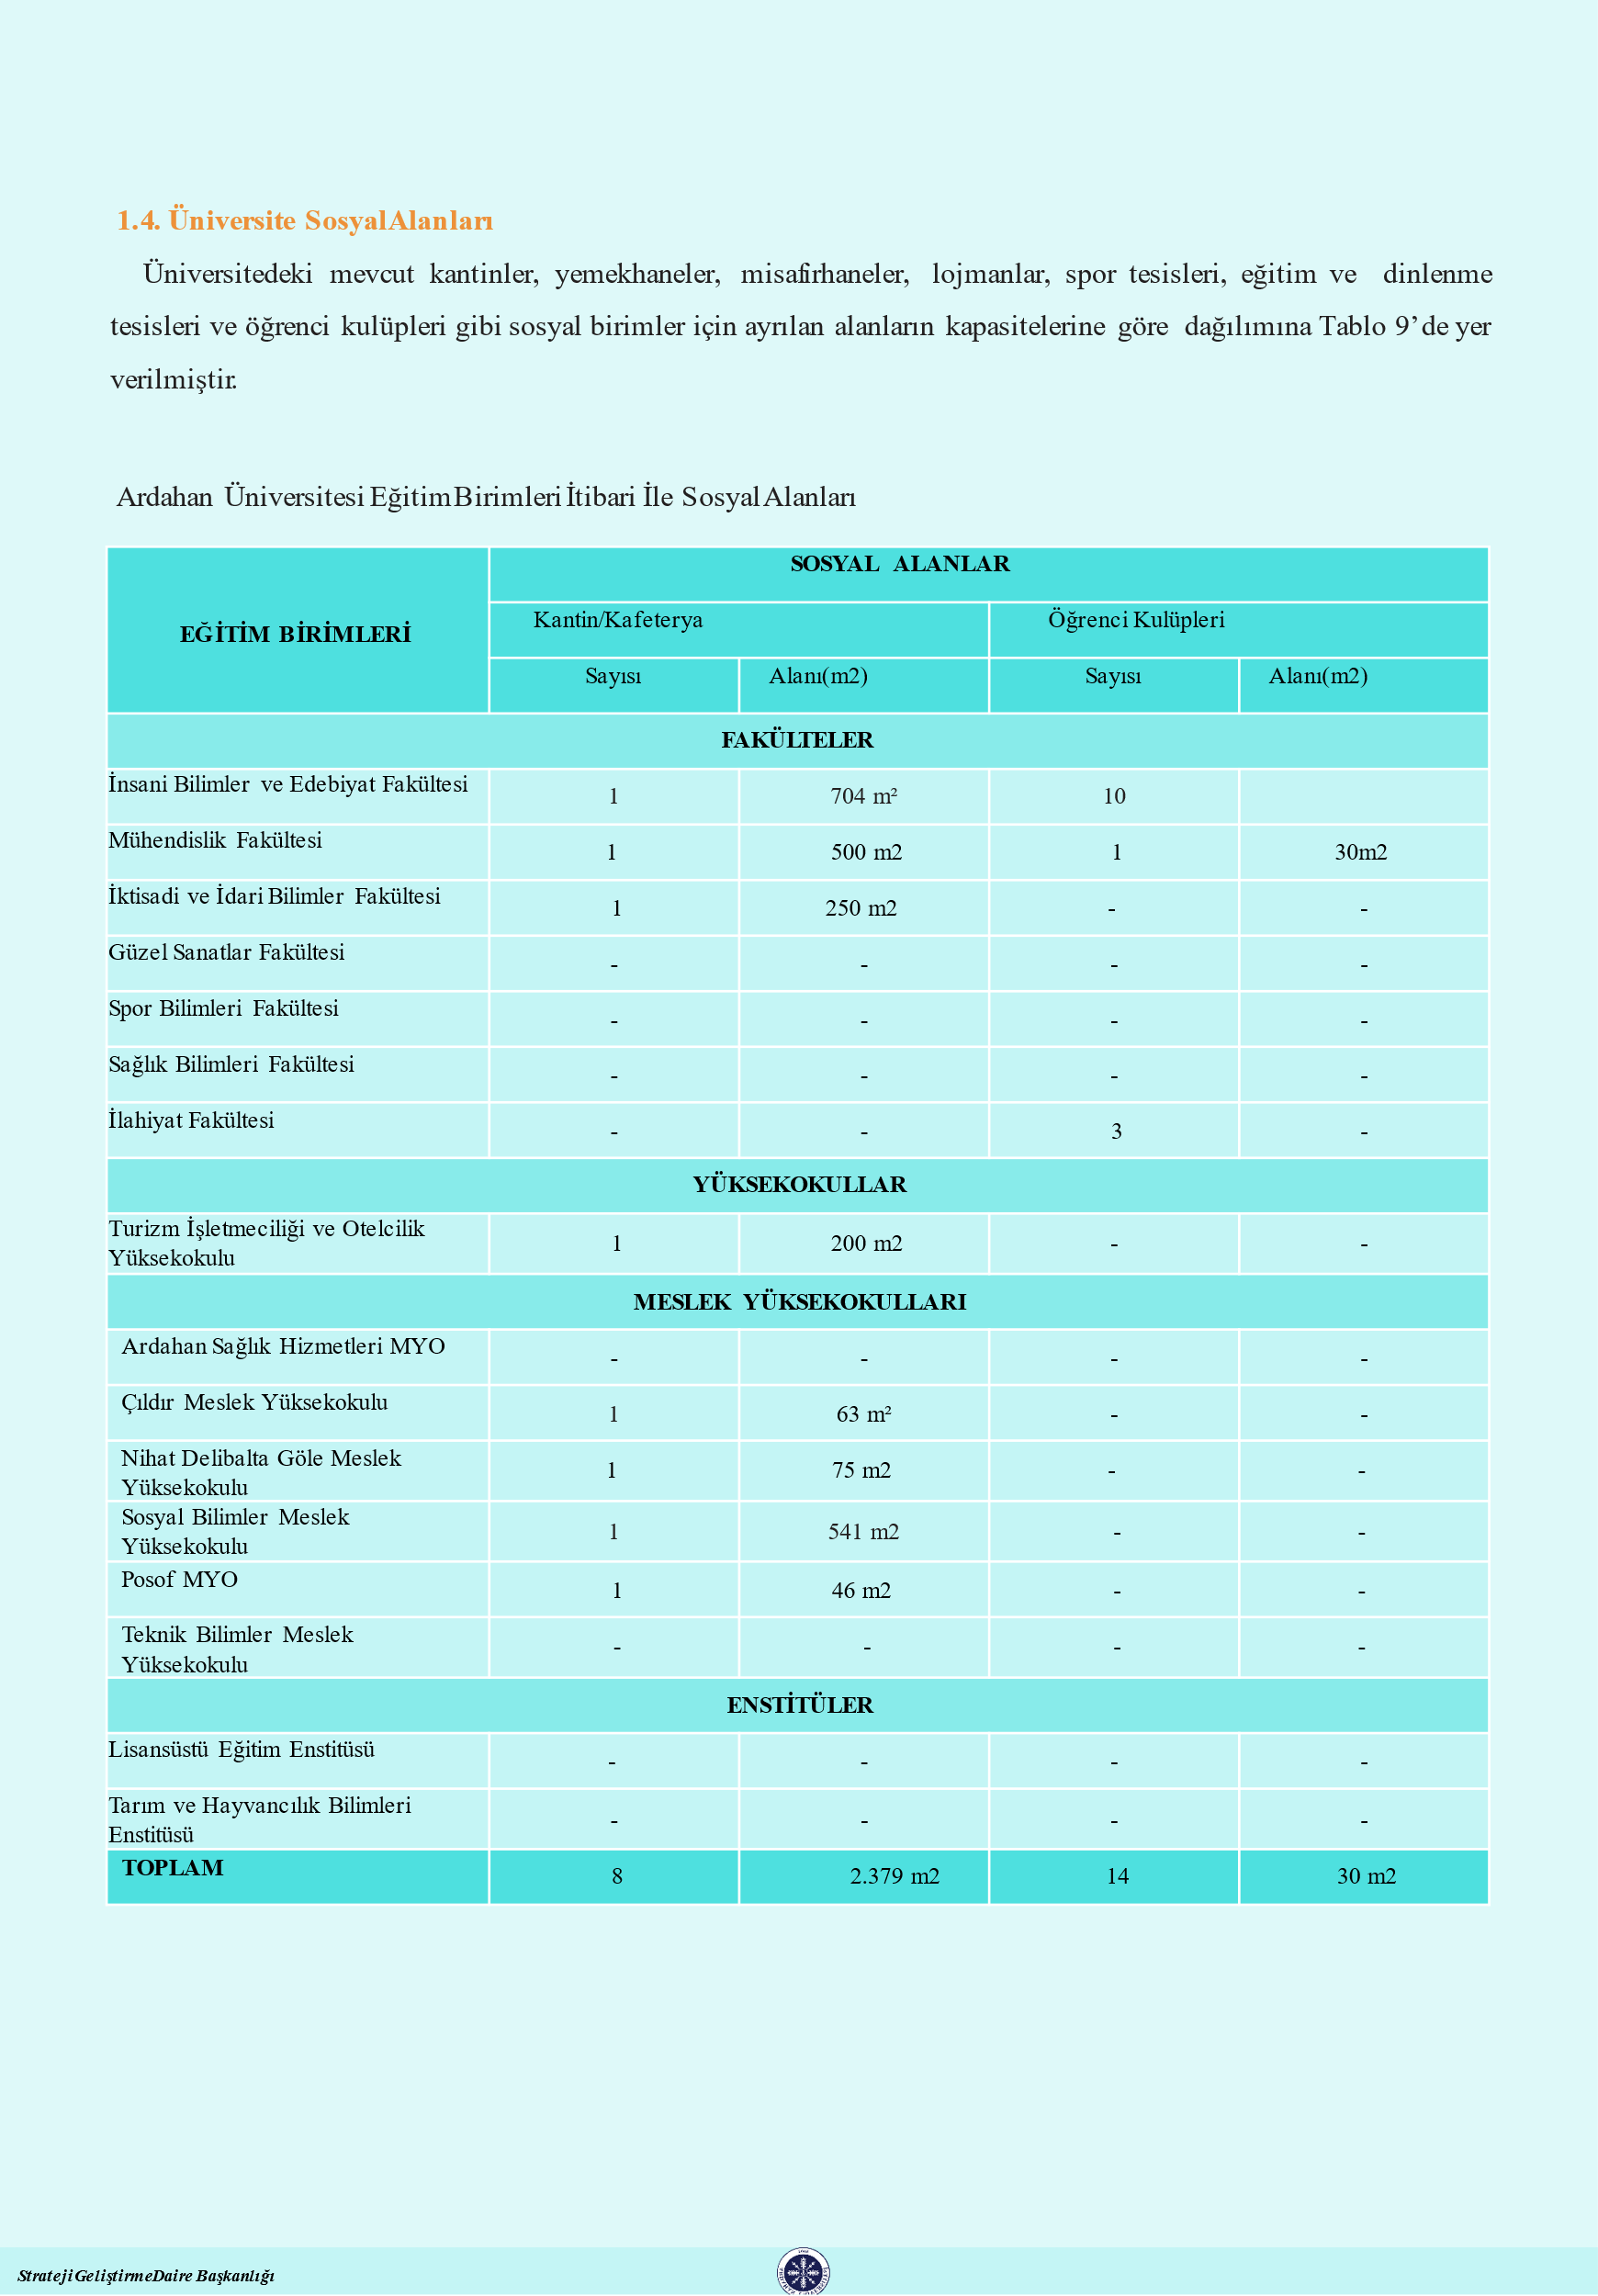 1.4. Üniversite Sosyal Alanları
Üniversitedeki mevcut kantinler, yemekhaneler, misafirhaneler, lojmanlar, spor tesisleri, eğitim ve dinlenme
tesisleri ve öğrenci kulüpleri gibi sosyal birimler için ayrılan alanların kapasitelerine göre dağılımına Tablo 9’de yer
verilmiştir.
Ardahan Üniversitesi Eğitim Birimleri İtibari İle Sosyal Alanları
EĞİTİM BİRİMLERİ
SOSYAL ALANLAR
Kantin/Kafeterya Öğrenci Kulüpleri
Sayısı Alanı(m2) Sayısı Alanı(m2)
FAKÜLTELER
İnsani Bilimler ve Edebiyat Fakültesi 1 704 m² 10
Mühendislik Fakültesi 1 500 m2 1 30m2
İktisadi ve İdari Bilimler Fakültesi 1 250 m2 - -
Güzel Sanatlar Fakültesi - - - -
Spor Bilimleri Fakültesi - - - -
Sağlık Bilimleri Fakültesi - - - -
İlahiyat Fakültesi - - 3 -
YÜKSEKOKULLAR
Turizm İşletmeciliği ve Otelcilik
Yüksekokulu 1 200 m2 - -
MESLEK YÜKSEKOKULLARI
Ardahan Sağlık Hizmetleri MYO - - - -
Çıldır Meslek Yüksekokulu 1 63 m² - -
Nihat Delibalta Göle Meslek
Yüksekokulu 1 75 m2 - -
Sosyal Bilimler Meslek
Yüksekokulu 1 541 m2 - -
Posof MYO 1 46 m2 - -
Teknik Bilimler Meslek
Yüksekokulu - - - -
ENSTİTÜLER
Lisansüstü Eğitim Enstitüsü - - - -
Tarım ve Hayvancılık Bilimleri
Enstitüsü - - - -
TOPLAM 8 2.379 m2 14 30 m2
Strateji Geliştirme Daire Başkanlığı